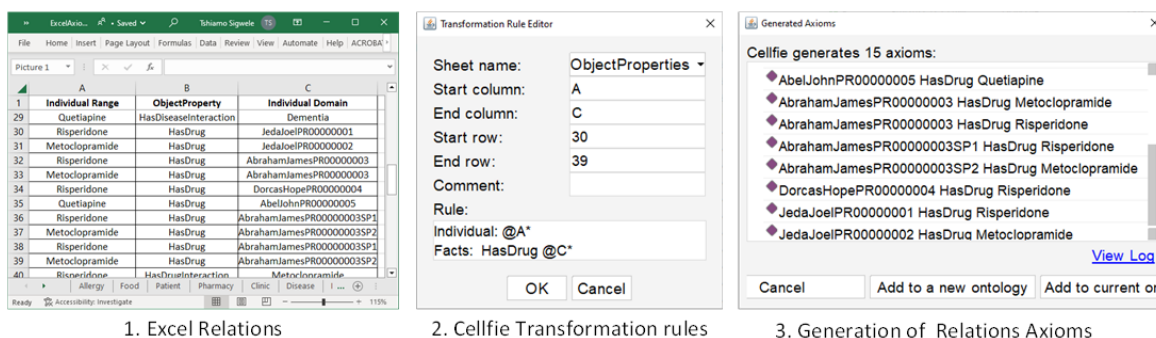 ExcelAxio... • Saved Tshiamo Sigwele TS
File Home Insert Page Layout Formulas Data Review View Automate Help ACROBA
Picture 1 fx
A B C
1 Individual Range ObjectProperty Individual Domain
29 Quetiapine HasDiseaseInteraction Dementia
30 Risperidone HasDrug JedaJoelPR00000001
31 Metoclopramide HasDrug JedaJoelPR00000002
32 Risperidone HasDrug AbrahamJamesPR00000003
33 Metoclopramide HasDrug AbrahamJamesPR00000003
34 Risperidone HasDrug DorcasHopePR00000004
35 Quetiapine HasDrug AbelJohnPR00000005
36 Risperidone HasDrug AbrahamJamesPR00000003SP1
37 Metoclopramide HasDrug AbrahamJamesPR00000003SP2
38 Risperidone HasDrug AbrahamJamesPR00000003SP1
39 Metoclopramide HasDrug AbrahamJamesPR00000003SP2
40 Risperidone HasDrugInteraction Metoclopramide
Allergy Food Patient Pharmacy Clinic Disease I ...
Ready Accessibility: Investigate 115%
1. Excel Relations
Transformation Rule Editor
Sheet name: ObjectProperties
Start column: A
End column: C
Start row: 30
End row: 39
Comment:
Rule:
Individual: @A*
Facts: HasDrug @C*
OK Cancel
2. Cellfie Transformation rules
Generated Axioms
Cellfie generates 15 axioms:
AbelJohnPR00000005 HasDrug Quetiapine
AbrahamJamesPR00000003 HasDrug Metoclopramide
AbrahamJamesPR00000003 HasDrug Risperidone
AbrahamJamesPR00000003SP1 HasDrug Risperidone
AbrahamJamesPR00000003SP2 HasDrug Metoclopramide
DorcasHopePR00000004 HasDrug Risperidone
JedaJoelPR00000001 HasDrug Risperidone
JedaJoelPR00000002 HasDrug Metoclopramide
View Log
Cancel Add to a new ontology Add to current or
3. Generation of Relations Axioms